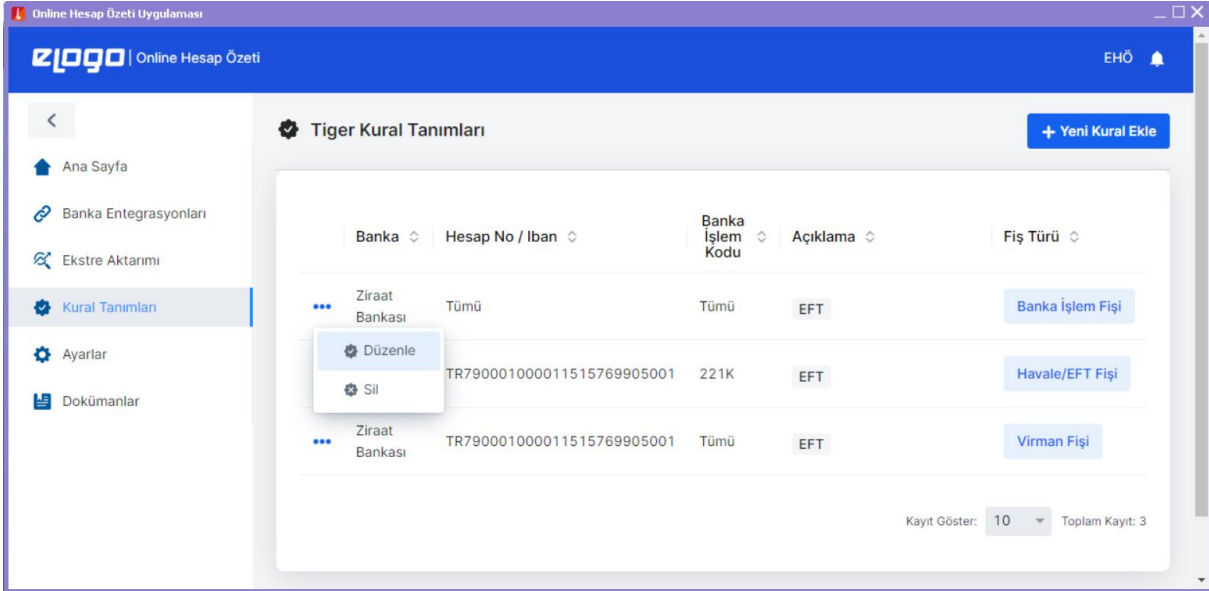 Online Hesap Özeti Uygulaması
eLogo | Online Hesap Özeti
EHÖ
Tiger Kural Tanımları
+ Yeni Kural Ekle
Ana Sayfa
Banka Entegrasyonları
Ekstre Aktarımı
Kural Tanımları
Ayarlar
Dokümanlar
Banka
Hesap No / Iban
Banka
İşlem
Kodu
Açıklama
Fiş Türü
Ziraat
Bankası
Tümü
Tümü
EFT
Banka İşlem Fişi
Düzenle
Sil
TR790001000011515769905001
221K
EFT
Havale/EFT Fişi
Ziraat
Bankası
TR790001000011515769905001
Tümü
EFT
Virman Fişi
Kayıt Göster:
10
Toplam Kayıt: 3